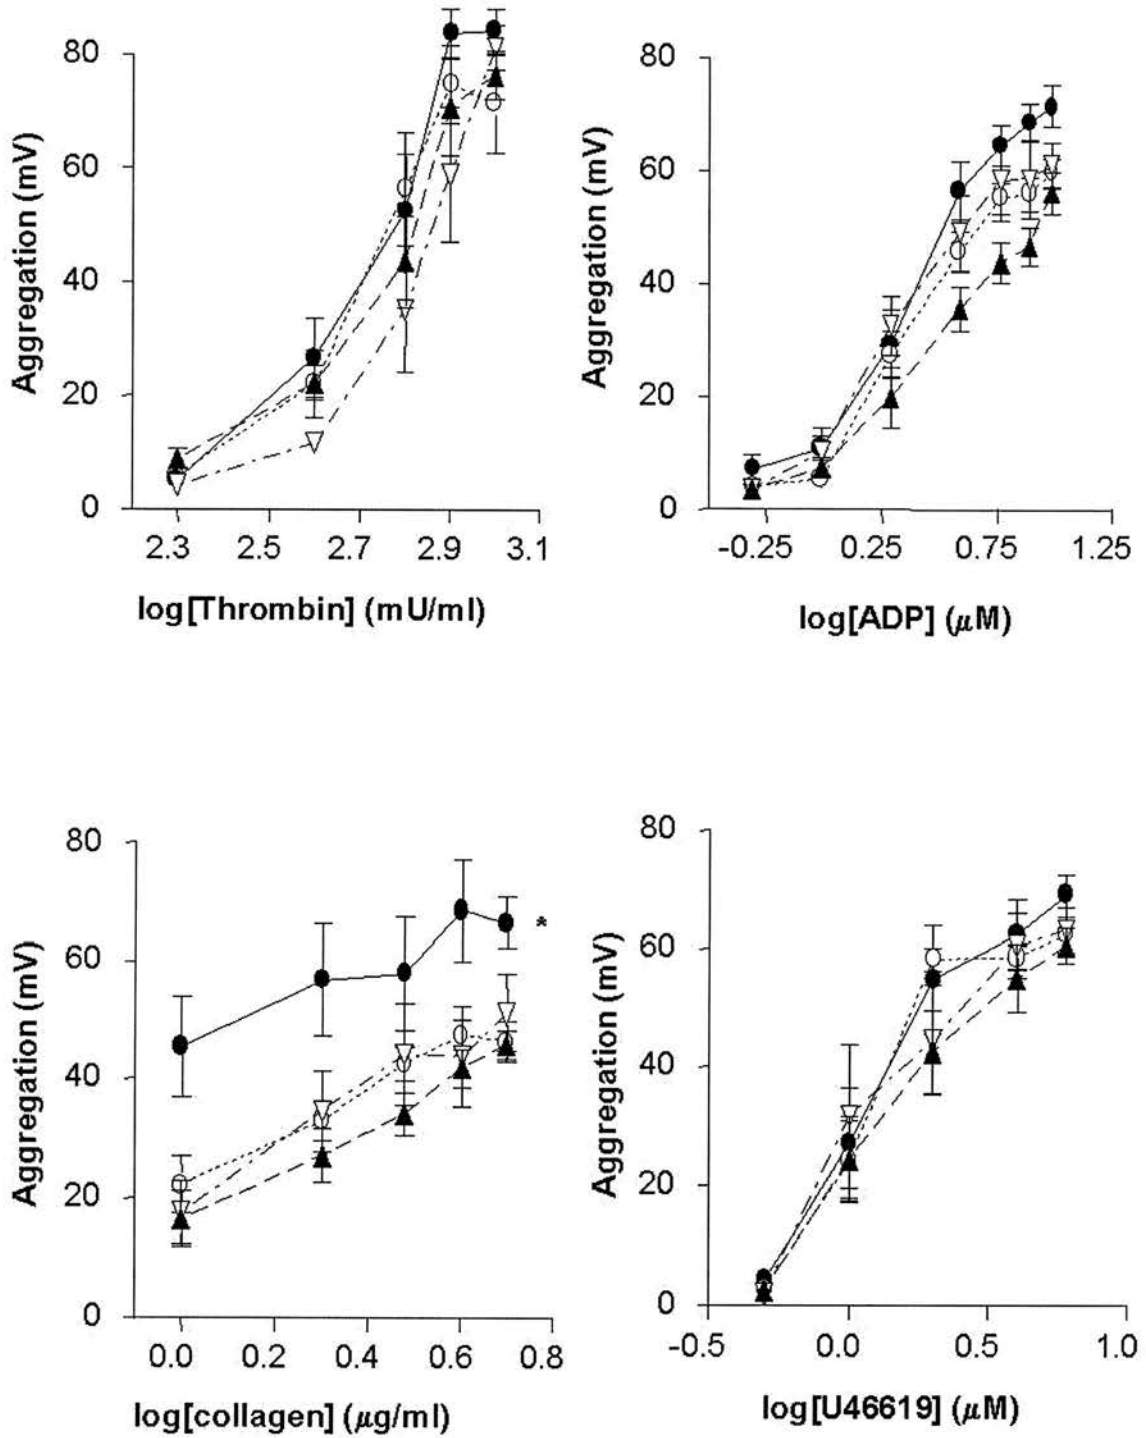 80
60
40
20
0
Aggregation (mV)
2.3 2.5 2.7 2.9 3.1
log[Thrombin] (mU/ml)
80
60
40
20
0
Aggregation (mV)
-0.25 0.25 0.75 1.25
log[ADP] (μM)
80
60
40
20
0
Aggregation (mV)
*
0.0 0.2 0.4 0.6 0.8
log[collagen] (μg/ml)
80
60
40
20
0
Aggregation (mV)
-0.5 0.0 0.5 1.0
log[U46619] (μM)